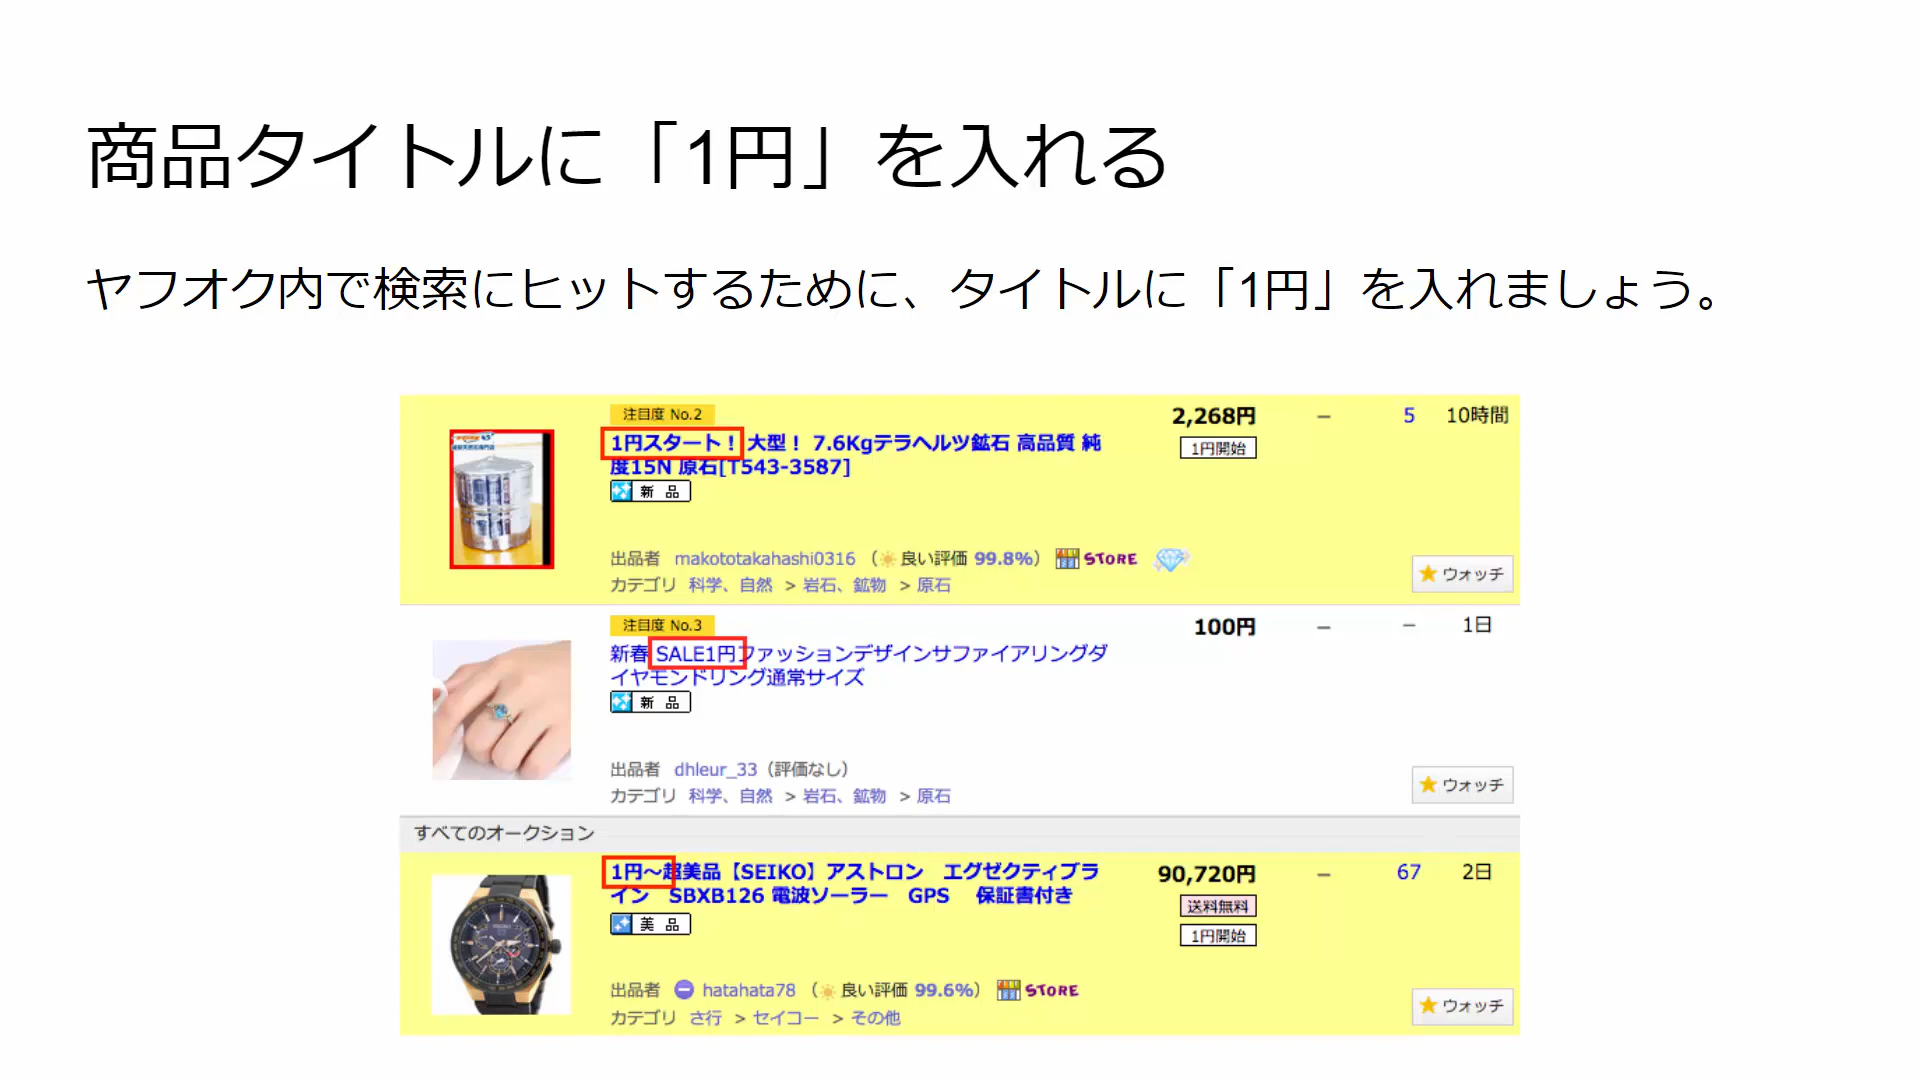 商品タイトルに「1円」を入れる
ヤフオク内で検索にヒットするために、タイトルに「1円」を入れましょう。
注目度 No.2
2,268円 － 5 10時間
1円スタート！ 大型！ 7.6Kgテラヘルツ鉱石 高品質 純
1円開始
度15N 原石[T543-3587]
新 品
出品者 makototakahashi0316 （良い評価 99.8%） STORE
カテゴリ 科学、自然 > 岩石、鉱物 > 原石
ウォッチ
注目度 No.3
100円 － － 1日
新春 SALE1円ファッションデザインサファイアリングダ
イヤモンドリング通常サイズ
新 品
出品者 dhleur_33（評価なし）
カテゴリ 科学、自然 > 岩石、鉱物 > 原石
ウォッチ
すべてのオークション
1円～超美品【SEIKO】アストロン　エグゼクティブラ
90,720円 － 67 2日
イン　SBXB126 電波ソーラー　GPS　 保証書付き
送料無料
美 品
1円開始
出品者 hatahata78 （良い評価 99.6%） STORE
カテゴリ さ行 > セイコー > その他
ウォッチ